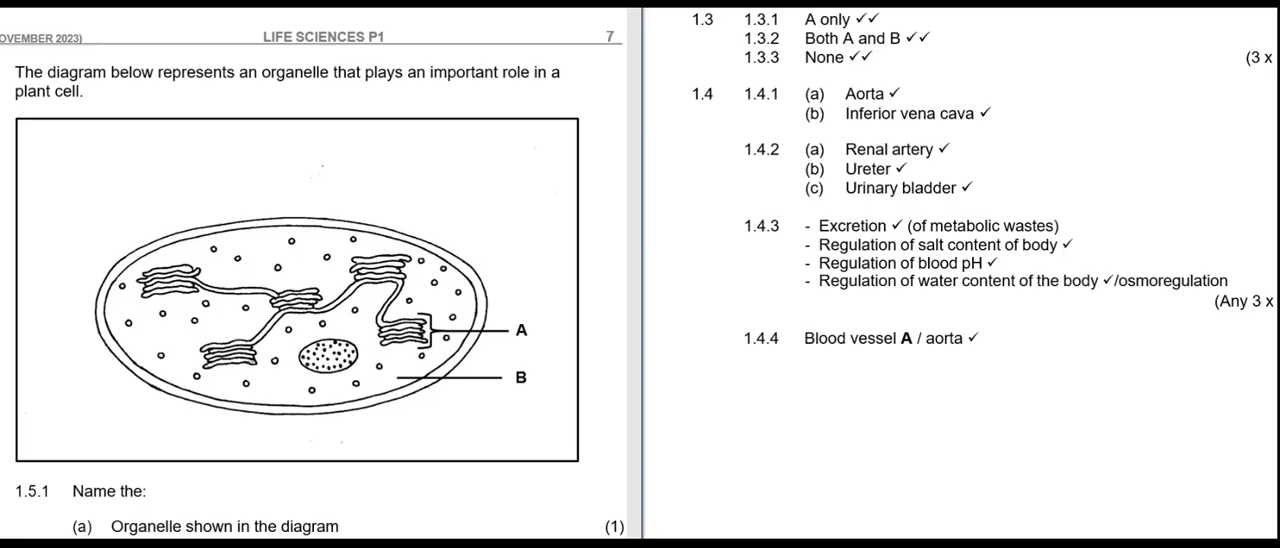 OVEMBER 2023) LIFE SCIENCES P1 7
The diagram below represents an organelle that plays an important role in a
plant cell.
A
B
1.5.1 Name the:
(a) Organelle shown in the diagram (1)
1.3 1.3.1 A only ✓✓
1.3.2 Both A and B ✓✓
1.3.3 None ✓✓ (3 x
1.4 1.4.1 (a) Aorta ✓
(b) Inferior vena cava ✓
1.4.2 (a) Renal artery ✓
(b) Ureter ✓
(c) Urinary bladder ✓
1.4.3 - Excretion ✓ (of metabolic wastes)
- Regulation of salt content of body ✓
- Regulation of blood pH ✓
- Regulation of water content of the body ✓/osmoregulation
(Any 3 x
1.4.4 Blood vessel A / aorta ✓